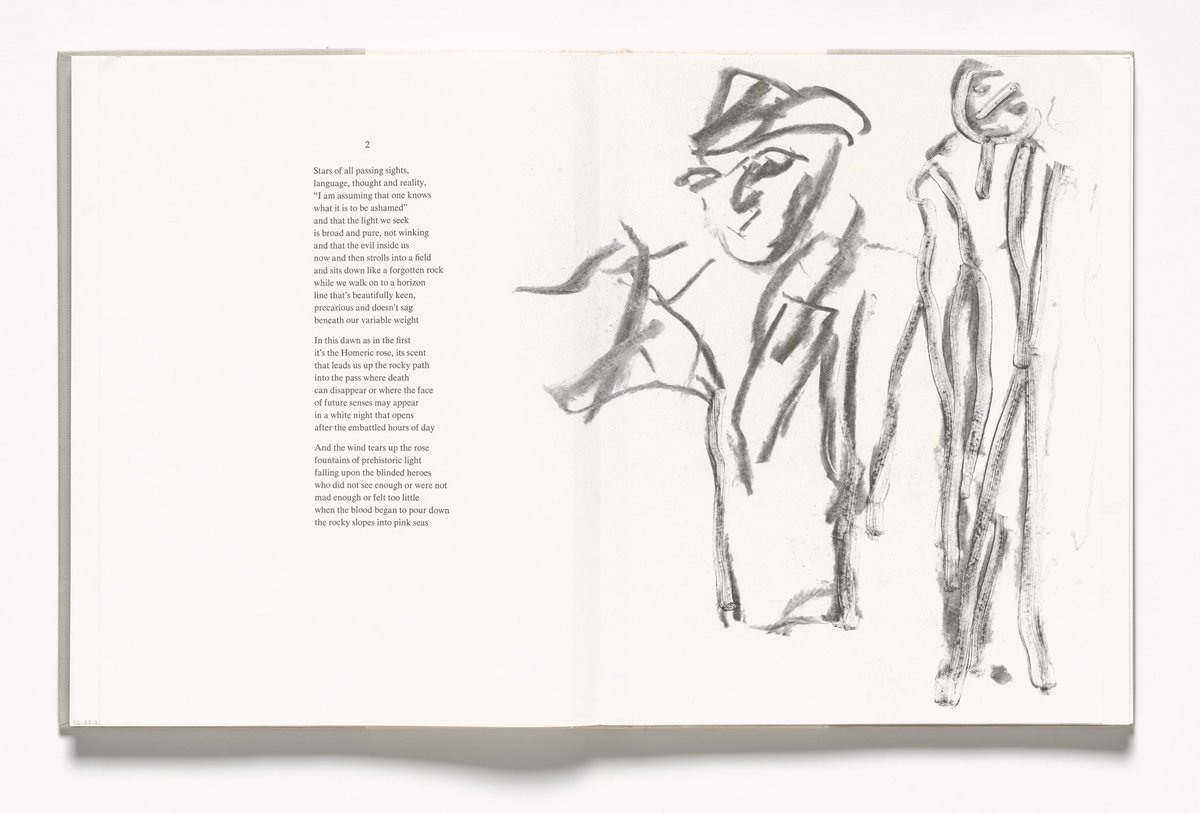 2
Stars of all passing sights,
language, thought and reality,
“I am assuming that one knows
what it is to be ashamed”
and that the light we seek
is broad and pure, not winking
and that the evil inside us
now and then strolls into a field
and sits down like a forgotten rock
while we walk on to a horizon
line that’s beautifully keen,
precarious and doesn’t sag
beneath our variable weight
In this dawn as in the first
it’s the Homeric rose, its scent
that leads us up the rocky path
into the pass where death
can disappear or where the face
of future senses may appear
in a white night that opens
after the embattled hours of day
And the wind tears up the rose
fountains of prehistoric light
falling upon the blinded heroes
who did not see enough or were not
mad enough or felt too little
when the blood began to pour down
the rocky slopes into pink seas